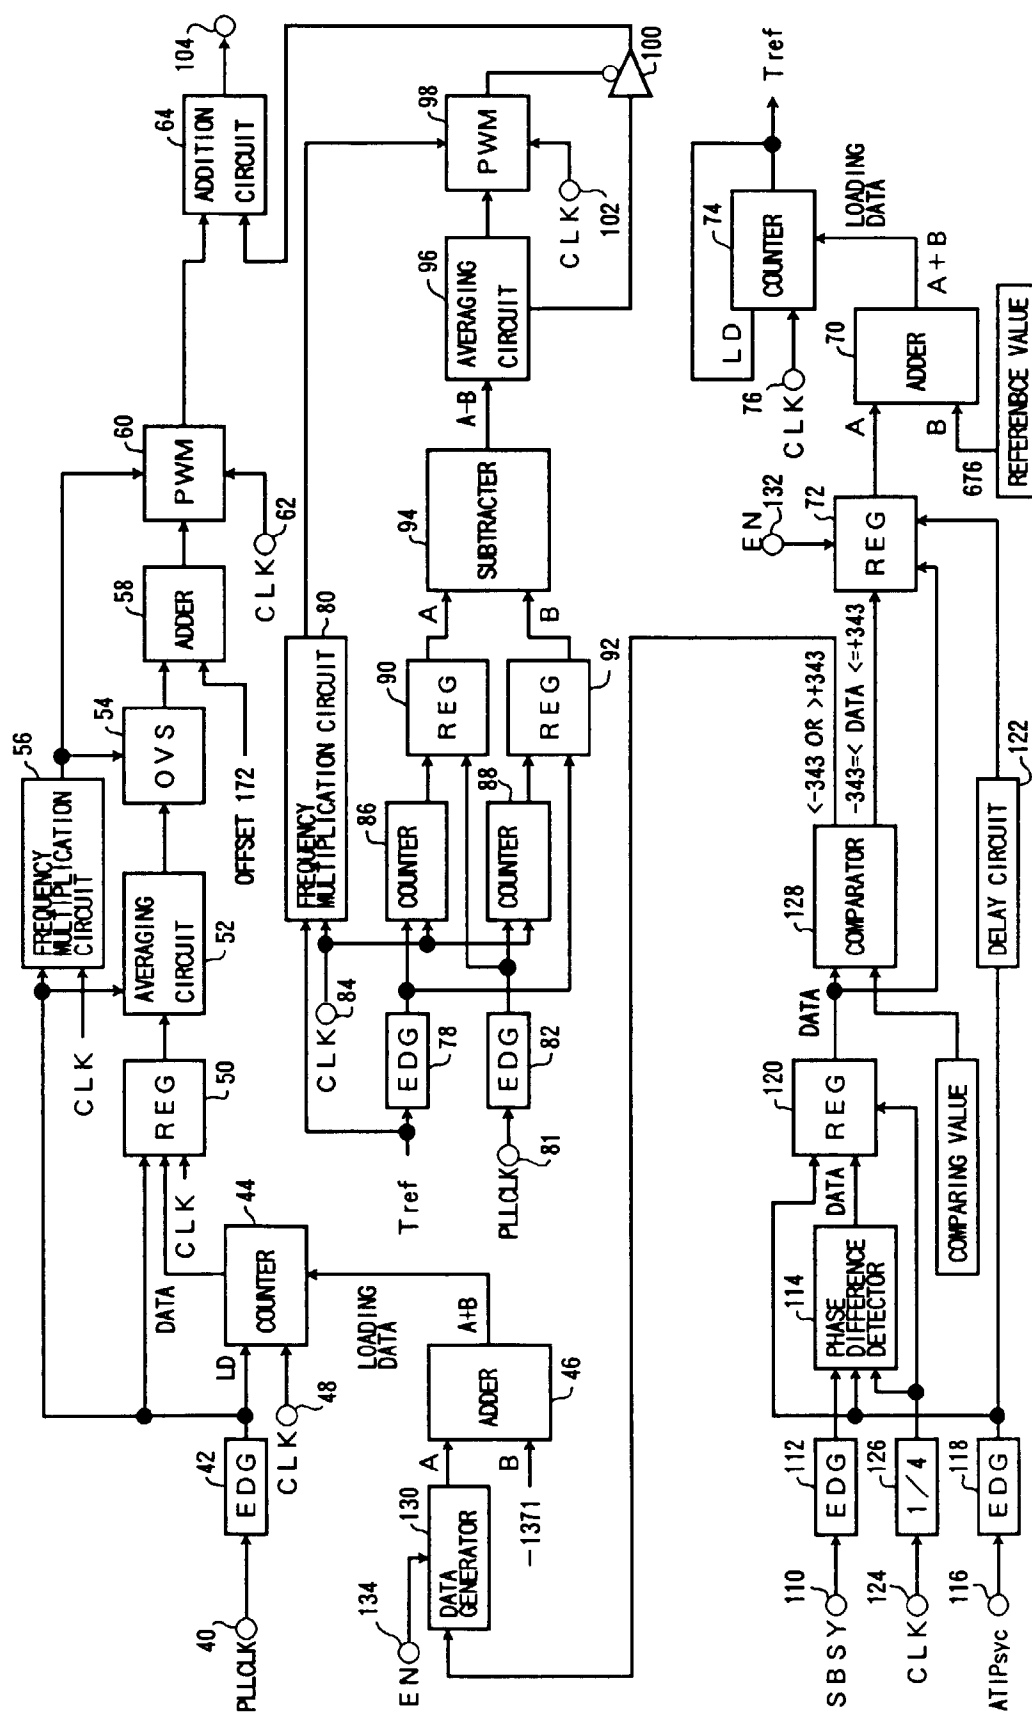 PLLCLK
40
EDG
42
CLK
48
LD
COUNTER
44
DATA
LOADING
DATA
A+B
CLK
REG
50
CLK
AVERAGING
CIRCUIT
52
FREQUENCY
MULTIPLICATION
CIRCUIT
56
OVS
54
OFFSET 172
ADDER
58
PWM
60
CLK
62
ADDITION
CIRCUIT
64
104
EN
134
DATA
GENERATOR
130
A
B
-1371
ADDER
46
Tref
PLLCLK
81
EDG
78
EDG
82
CLK
84
FREQUENCY
MULTIPLICATION CIRCUIT
80
COUNTER
86
COUNTER
88
REG
90
REG
92
A
B
SUBTRACTER
94
A-B
AVERAGING
CIRCUIT
96
PWM
98
CLK
102
100
SBSY
110
EDG
112
CLK
124
1/4
126
ATIPsyc
116
EDG
118
PHASE
DIFFERENCE
DETECTOR
114
DATA
REG
120
DATA
COMPARING VALUE
COMPARATOR
128
<-343 OR >+343
-343=< DATA <=+343
DELAY CIRCUIT
122
EN
132
REG
72
A
B
676
REFERENBCE VALUE
ADDER
70
A+B
LOADING
DATA
CLK
76
LD
COUNTER
74
Tref